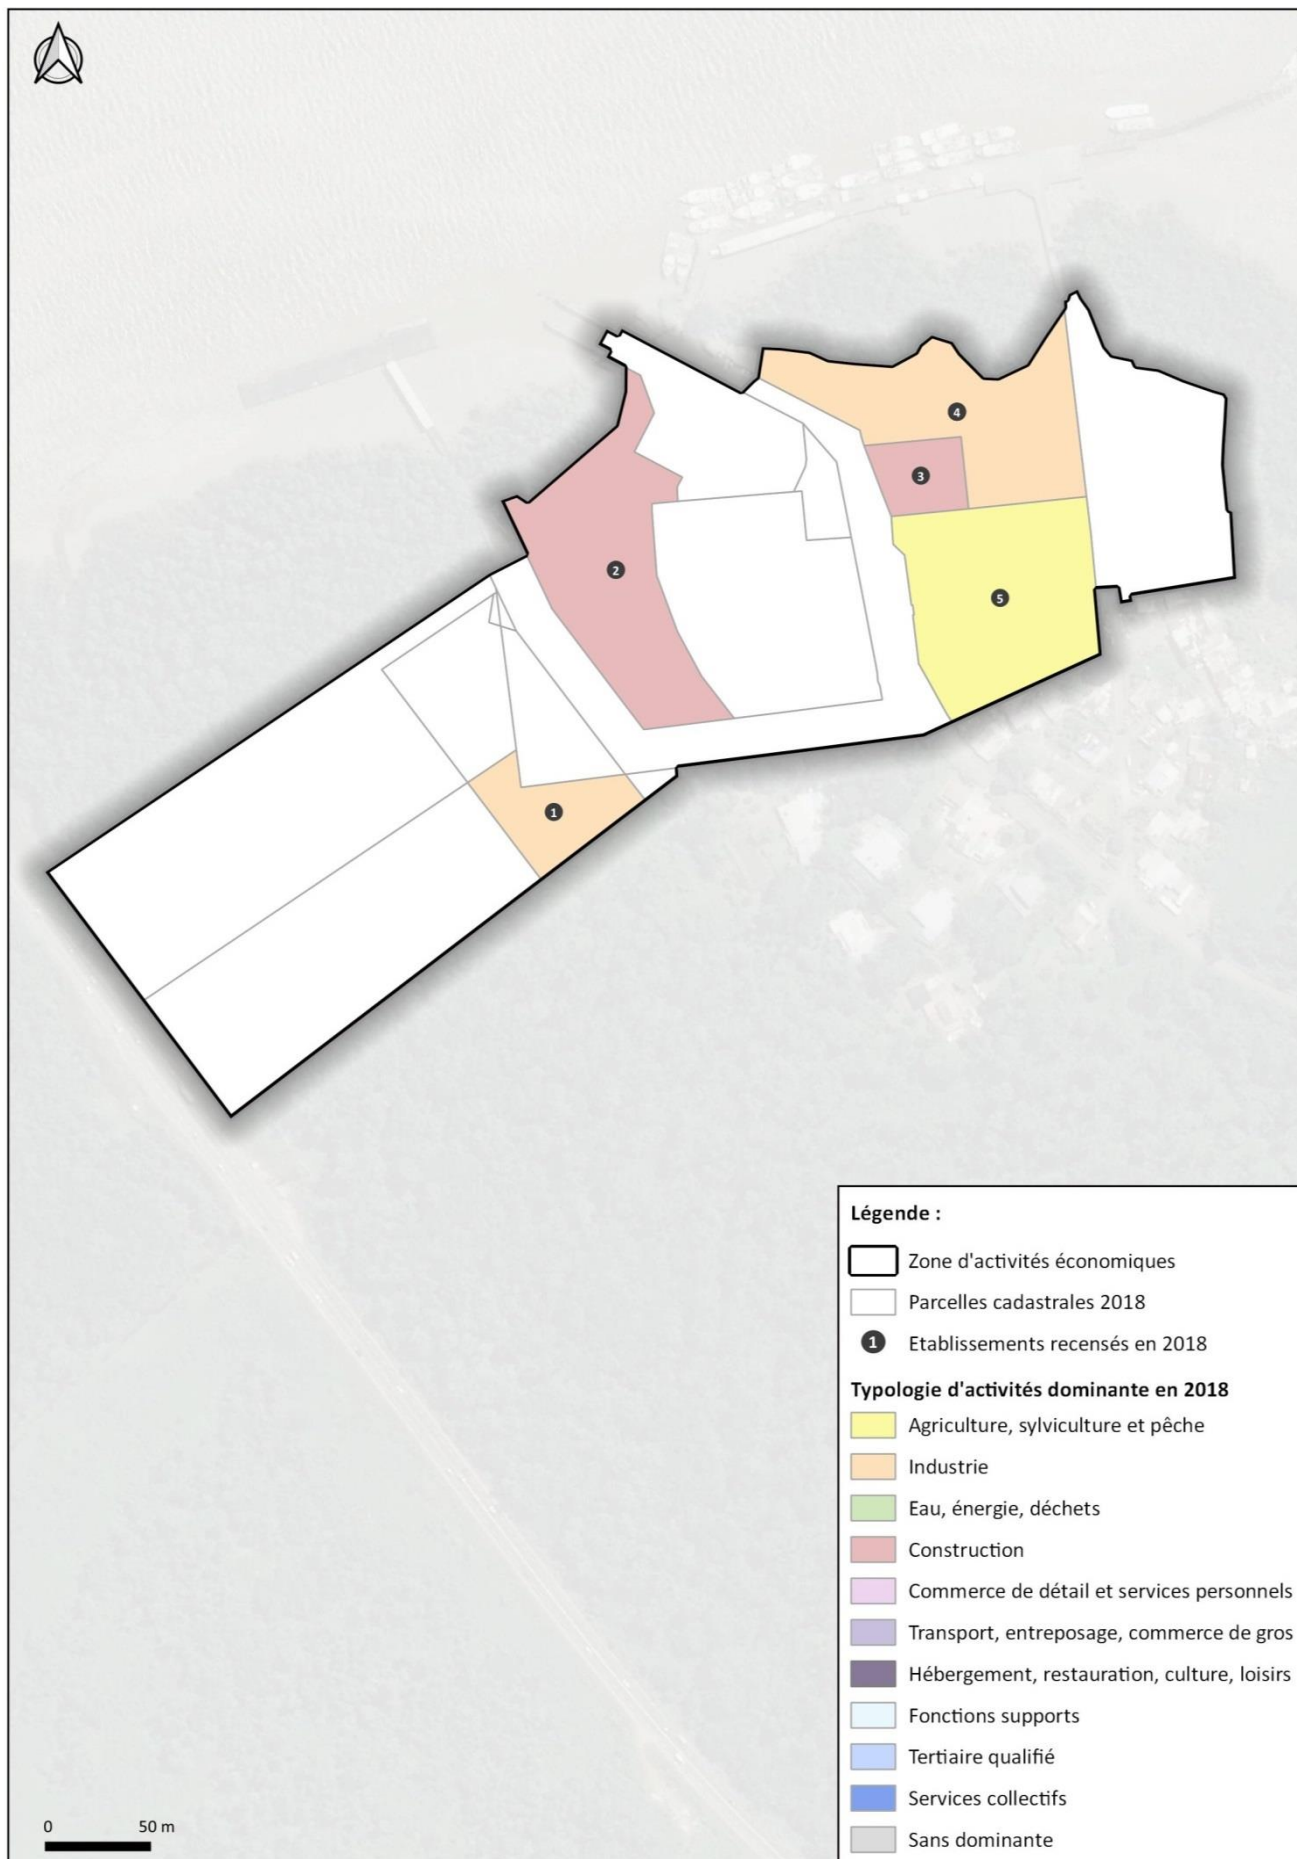 4
3
2
5
1
Légende :
Zone d'activités économiques
Parcelles cadastrales 2018
1 Etablissements recensés en 2018
Typologie d'activités dominante en 2018
Agriculture, sylviculture et pêche
Industrie
Eau, énergie, déchets
Construction
Commerce de détail et services personnels
Transport, entreposage, commerce de gros
Hébergement, restauration, culture, loisirs
Fonctions supports
Tertiaire qualifié
Services collectifs
Sans dominante
0 50 m